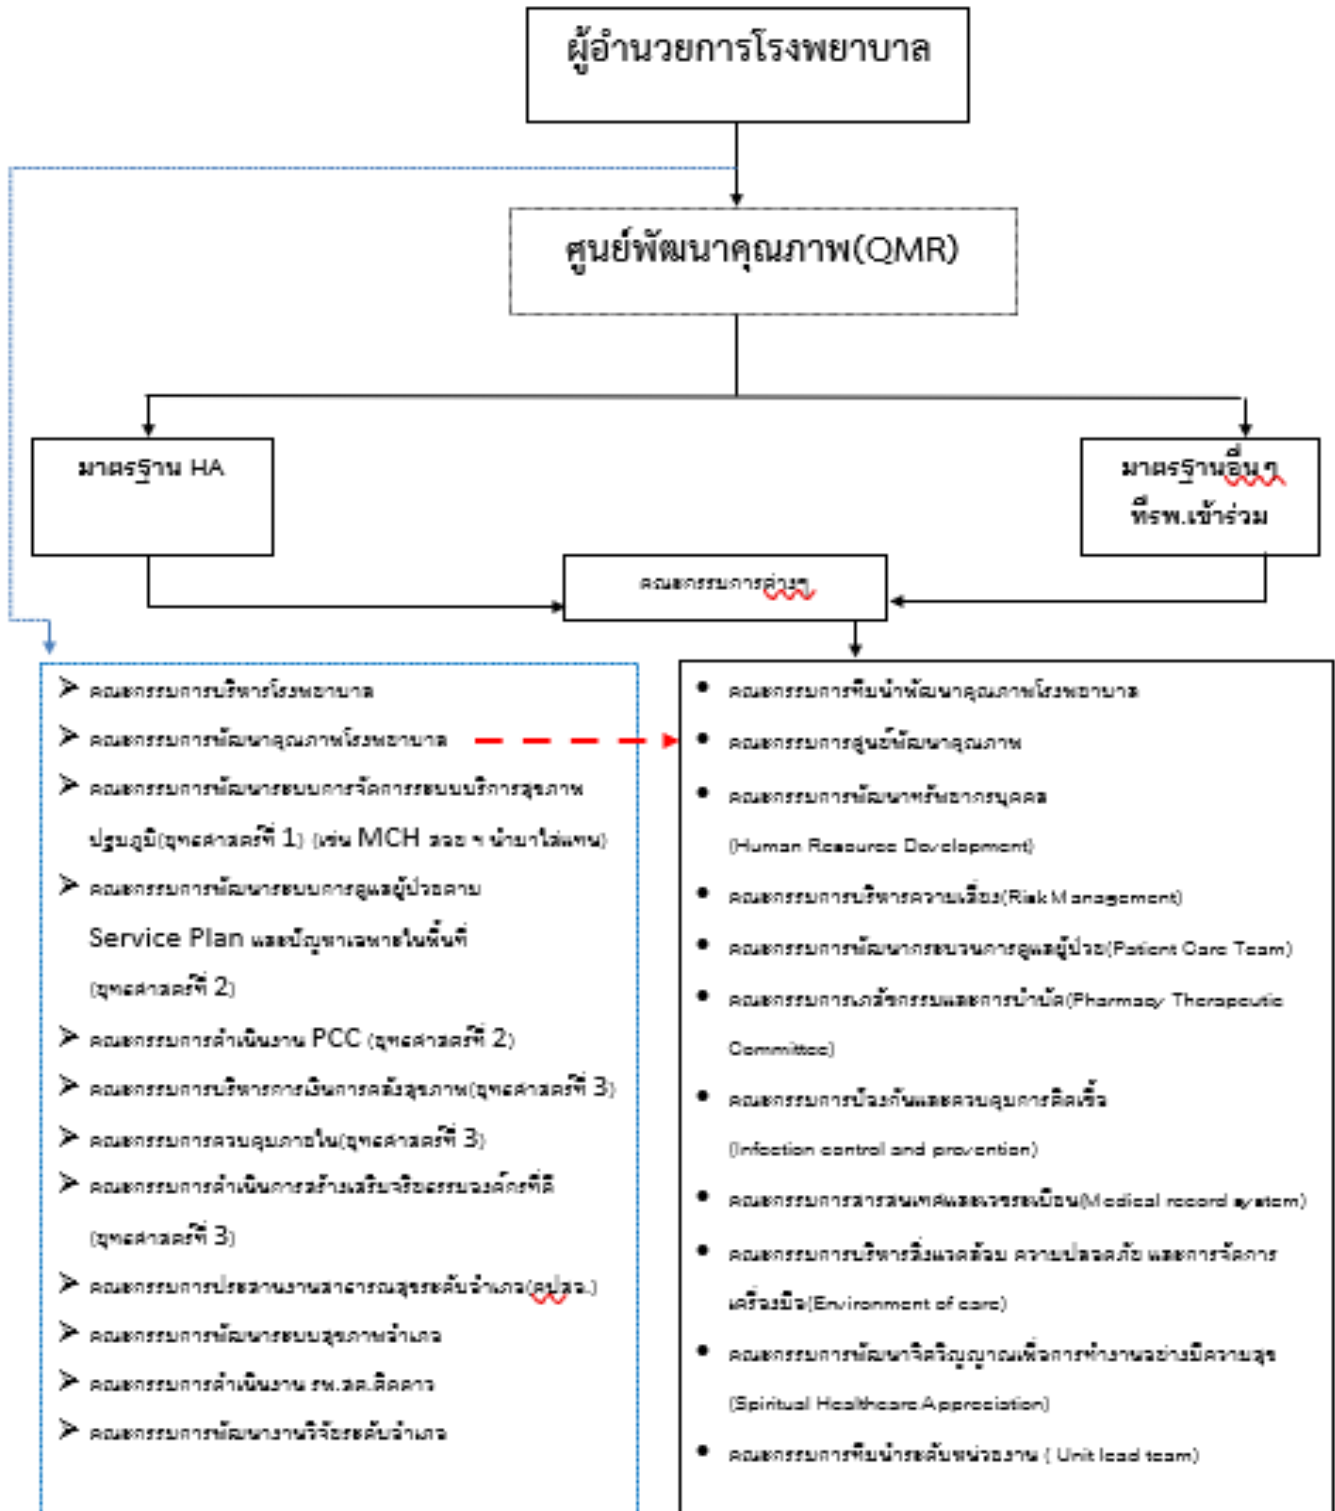 ผู้อำนวยการโรงพยาบาล
ศูนย์พัฒนาคุณภาพ(QMR)
มาตรฐาน HA
มาตรฐานอื่นๆ
ที่รพ.เข้าร่วม
คณะกรรมการต่างๆ
คณะกรรมการบริหารโรงพยาบาล
คณะกรรมการพัฒนาคุณภาพโรงพยาบาล
คณะกรรมการพัฒนาระบบการจัดการระบบบริการสุขภาพ
ปฐมภูมิ(ยุทธศาสตร์ที่ 1) (เช่น MCH สอย ฯ นำมาใส่แทน)
คณะกรรมการพัฒนาระบบการดูแลผู้ป่วยตาม
Service Plan และปัญหาเฉพาะในพื้นที่
(ยุทธศาสตร์ที่ 2)
คณะกรรมการดำเนินงาน PCC (ยุทธศาสตร์ที่ 2)
คณะกรรมการบริหารการเงินการคลังสุขภาพ(ยุทธศาสตร์ที่ 3)
คณะกรรมการควบคุมภายใน(ยุทธศาสตร์ที่ 3)
คณะกรรมการดำเนินการสร้างเสริมจริยธรรมองค์กรที่ดี
(ยุทธศาสตร์ที่ 3)
คณะกรรมการประสานงานสาธารณสุขระดับอำเภอ(คปสอ.)
คณะกรรมการพัฒนาระบบสุขภาพอำเภอ
คณะกรรมการดำเนินงาน รพ.สต.ติดดาว
คณะกรรมการพัฒนางานวิจัยระดับอำเภอ
คณะกรรมการทีมนำพัฒนาคุณภาพโรงพยาบาล
คณะกรรมการศูนย์พัฒนาคุณภาพ
คณะกรรมการพัฒนาทรัพยากรบุคคล
(Human Resource Development)
คณะกรรมการบริหารความเสี่ยง(Risk Management)
คณะกรรมการพัฒนากระบวนการดูแลผู้ป่วย(Patient Care Team)
คณะกรรมการเภสัชกรรมและการบำบัด(Pharmacy Therapeutic
Committee)
คณะกรรมการป้องกันและควบคุมการติดเชื้อ
(Infection control and prevention)
คณะกรรมการสารสนเทศและเวชระเบียน(Medical record system)
คณะกรรมการบริหารสิ่งแวดล้อม ความปลอดภัย และการจัดการ
เครื่องมือ(Environment of care)
คณะกรรมการพัฒนาจิตวิญญาณเพื่อการทำงานอย่างมีความสุข
(Spiritual Healthcare Appreciation)
คณะกรรมการทีมนำระดับหน่วยงาน ( Unit lead team)